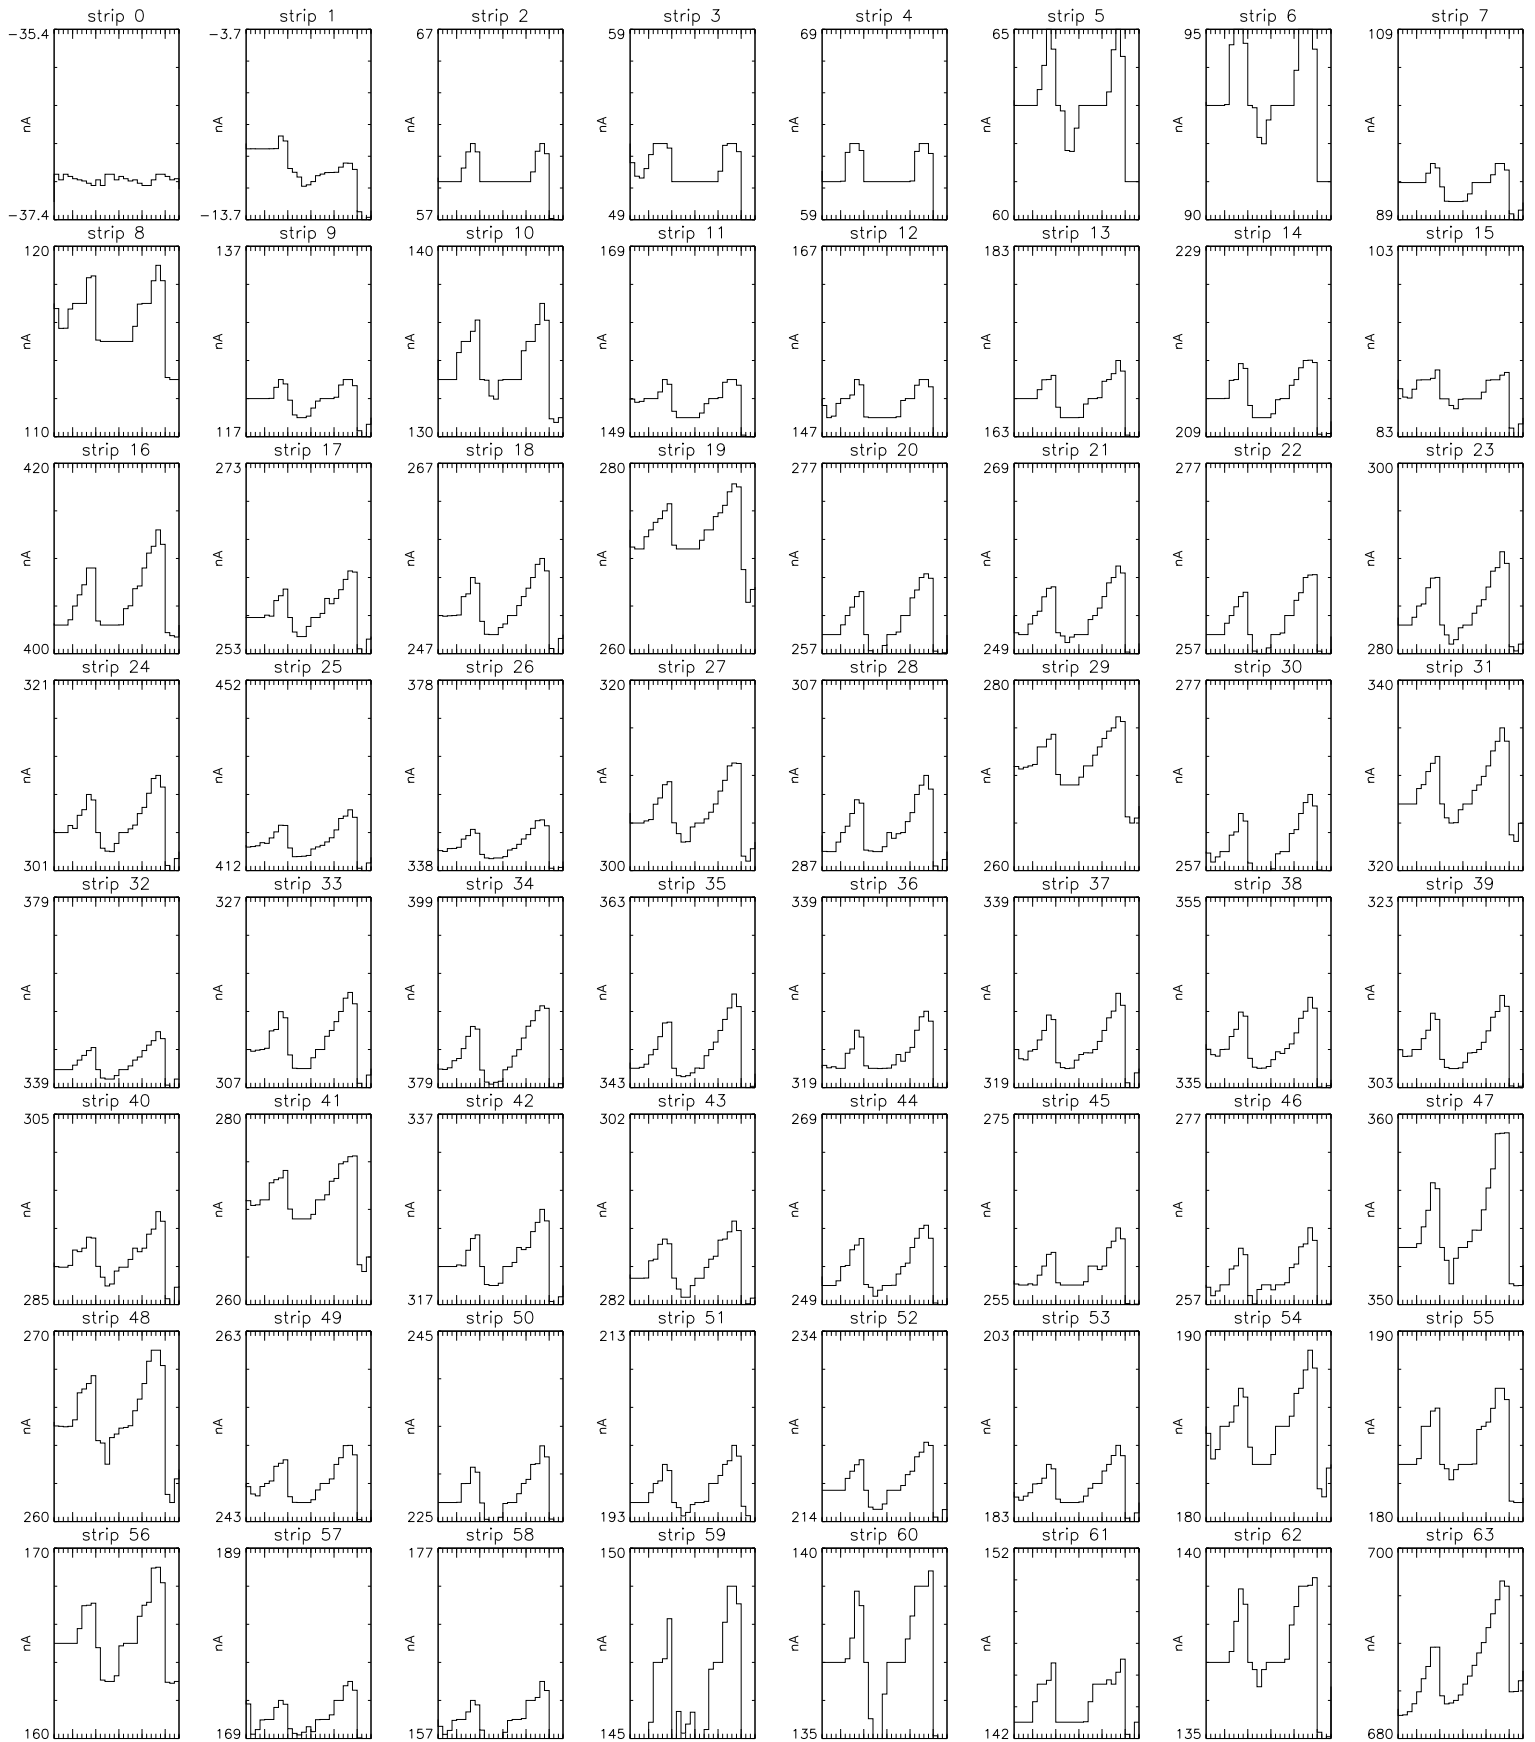 strip 0 strip 1 strip 2 strip 3 strip 4 strip 5 strip 6 strip 7
−35.4 −3.7 67 59 69 65 95 109
nA nA nA nA nA nA nA nA
−37.4 −13.7 57 49 59 60 90 89
strip 8 strip 9 strip 10 strip 11 strip 12 strip 13 strip 14 strip 15
120 137 140 169 167 183 229 103
nA nA nA nA nA nA nA nA
110 117 130 149 147 163 209 83
strip 16 strip 17 strip 18 strip 19 strip 20 strip 21 strip 22 strip 23
420 273 267 280 277 269 277 300
nA nA nA nA nA nA nA nA
400 253 247 260 257 249 257 280
strip 24 strip 25 strip 26 strip 27 strip 28 strip 29 strip 30 strip 31
321 452 378 320 307 280 277 340
nA nA nA nA nA nA nA nA
301 412 338 300 287 260 257 320
strip 32 strip 33 strip 34 strip 35 strip 36 strip 37 strip 38 strip 39
379 327 399 363 339 339 355 323
nA nA nA nA nA nA nA nA
339 307 379 343 319 319 335 303
strip 40 strip 41 strip 42 strip 43 strip 44 strip 45 strip 46 strip 47
305 280 337 302 269 275 277 360
nA nA nA nA nA nA nA nA
285 260 317 282 249 255 257 350
strip 48 strip 49 strip 50 strip 51 strip 52 strip 53 strip 54 strip 55
270 263 245 213 234 203 190 190
nA nA nA nA nA nA nA nA
260 243 225 193 214 183 180 180
strip 56 strip 57 strip 58 strip 59 strip 60 strip 61 strip 62 strip 63
170 189 177 150 140 152 140 700
nA nA nA nA nA nA nA nA
160 169 157 145 135 142 135 680